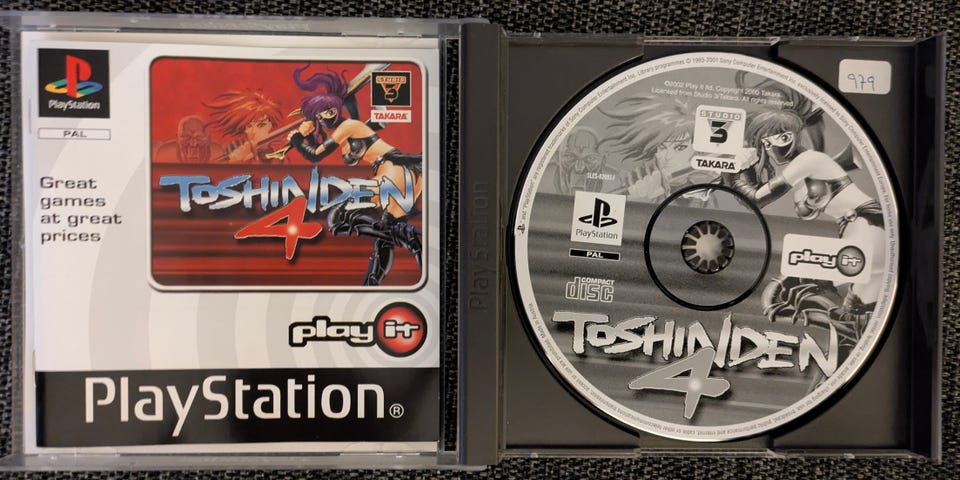 PlayStation
PAL
Great
games
at great
prices
STUDIO
3
TAKARA
TOSHINDEN
4
play it
PlayStation®
PlayStation
979
©2002 Play It ltd. Copyright 2000 Takara.
Licensed from Studio 3/Takara. All rights reserved
STUDIO
3
TAKARA
PlayStation
PAL
play it
COMPACT
disc
TOSHINDEN
4